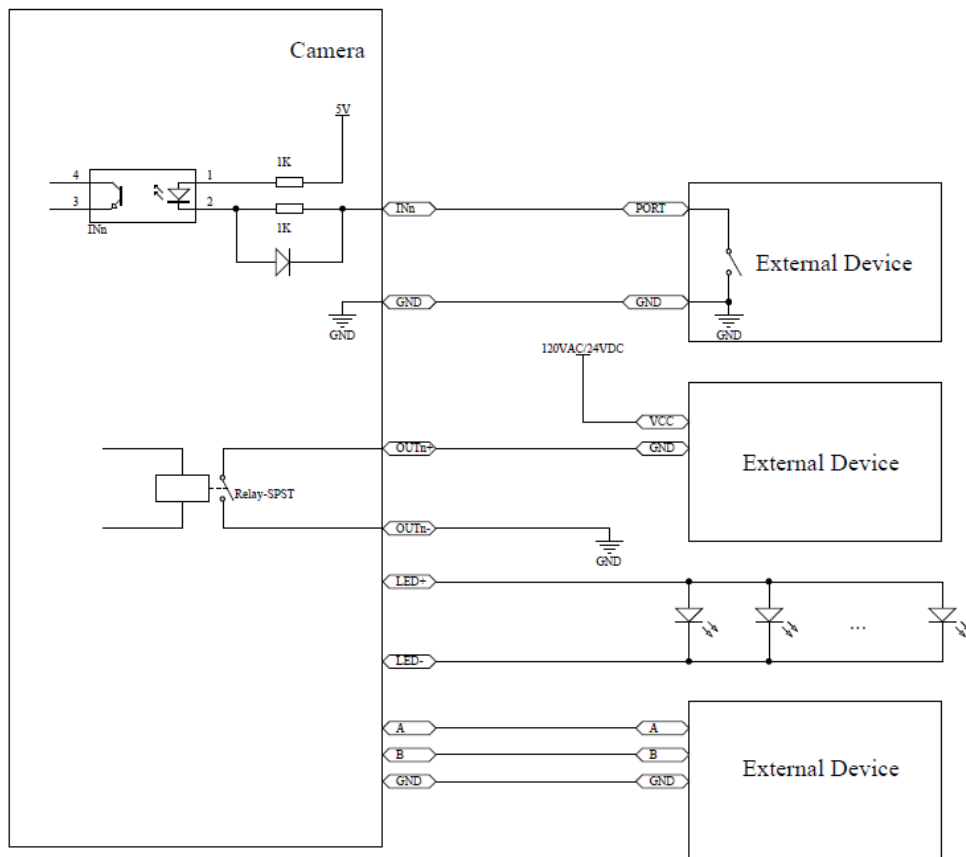 Camera
5V
1K
4
1
3
2
INn
1K
INn
PORT
External Device
GND
GND
GND
GND
120VAC/24VDC
VCC
OUTn+
GND
External Device
Relay-SPST
OUTn-
GND
LED+
...
LED-
A
A
B
B
External Device
GND
GND